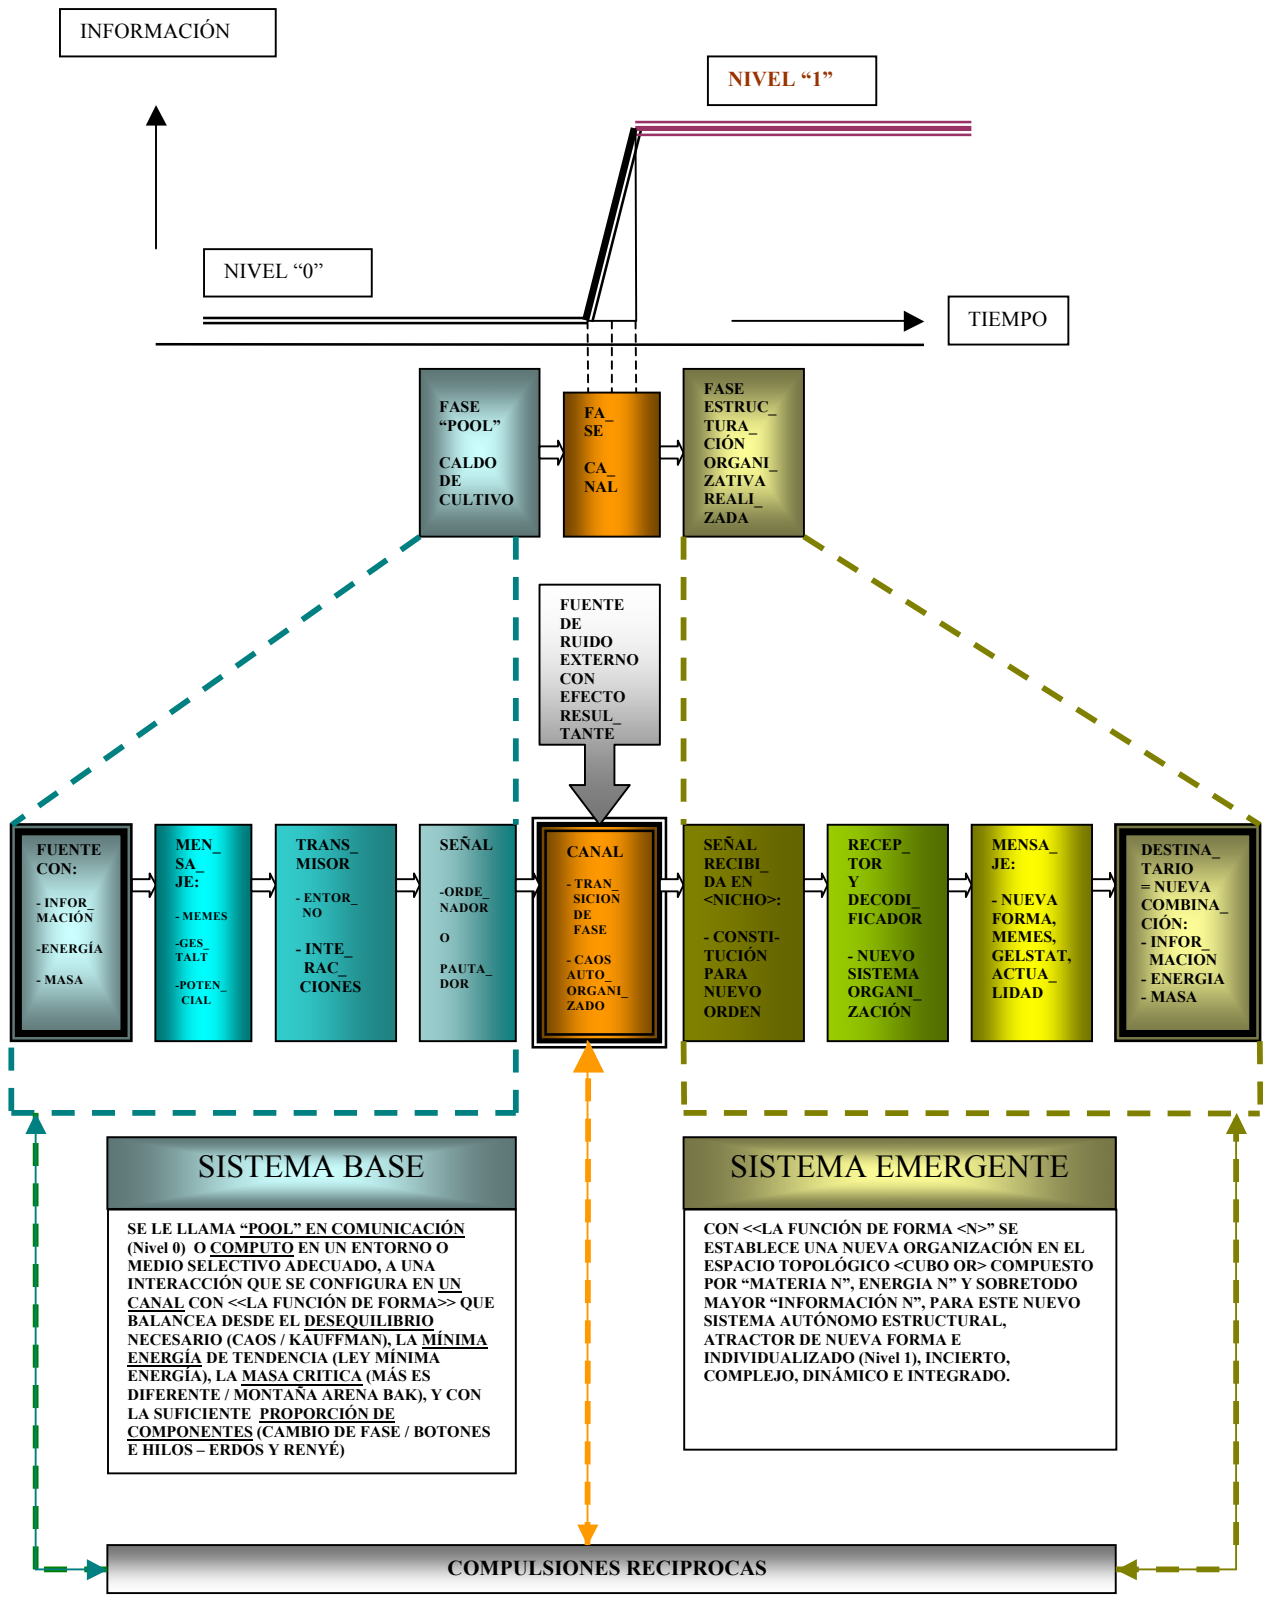 INFORMACIÓN
NIVEL “1”
NIVEL “0”
TIEMPO
FASE
“POOL”
CALDO
DE
CULTIVO
FA_
SE
CA_
NAL
FASE
ESTRUC_
TURA_
CIÓN
ORGANI_
ZATIVA
REALI_
ZADA
FUENTE
DE
RUIDO
EXTERNO
CON
EFECTO
RESUL_
TANTE
FUENTE
CON:
- INFOR_
MACIÓN
-ENERGÍA
- MASA
MEN_
SA_
JE:
- MEMES
-GES_
TALT
-POTEN_
CIAL
TRANS_
MISOR
- ENTOR_
NO
- INTE_
RAC_
CIONES
SEÑAL
-ORDE_
NADOR
O
PAUTA_
DOR
CANAL
- TRAN_
SICION
DE
FASE
- CAOS
AUTO_
ORGANI_
ZADO
SEÑAL
RECIBI_
DA EN
<NICHO>:
- CONSTI-
TUCIÓN
PARA
NUEVO
ORDEN
RECEP_
TOR
Y
DECODI_
FICADOR
- NUEVO
SISTEMA
ORGANI_
ZACIÓN
MENSA_
JE:
- NUEVA
FORMA,
MEMES,
GELSTAT,
ACTUA_
LIDAD
DESTINA_
TARIO
= NUEVA
COMBINA_
CIÓN:
- INFOR_
MACION
- ENERGIA
- MASA
SISTEMA BASE
SE LE LLAMA “POOL” EN COMUNICACIÓN
(Nivel 0) O COMPUTO EN UN ENTORNO O
MEDIO SELECTIVO ADECUADO, A UNA
INTERACCIÓN QUE SE CONFIGURA EN UN
CANAL CON <<LA FUNCIÓN DE FORMA>> QUE
BALANCEA DESDE EL DESEQUILIBRIO
NECESARIO (CAOS / KAUFFMAN), LA MÍNIMA
ENERGÍA DE TENDENCIA (LEY MÍNIMA
ENERGÍA), LA MASA CRITICA (MÁS ES
DIFERENTE / MONTAÑA ARENA BAK), Y CON
LA SUFICIENTE PROPORCIÓN DE
COMPONENTES (CAMBIO DE FASE / BOTONES
E HILOS – ERDOS Y RENYÉ)
SISTEMA EMERGENTE
CON <<LA FUNCIÓN DE FORMA <N>” SE
ESTABLECE UNA NUEVA ORGANIZACIÓN EN EL
ESPACIO TOPOLÓGICO <CUBO OR> COMPUESTO
POR “MATERIA N”, ENERGIA N” Y SOBRETODO
MAYOR “INFORMACIÓN N”, PARA ESTE NUEVO
SISTEMA AUTÓNOMO ESTRUCTURAL,
ATRACTOR DE NUEVA FORMA E
INDIVIDUALIZADO (Nivel 1), INCIERTO,
COMPLEJO, DINÁMICO E INTEGRADO.
COMPULSIONES RECIPROCAS